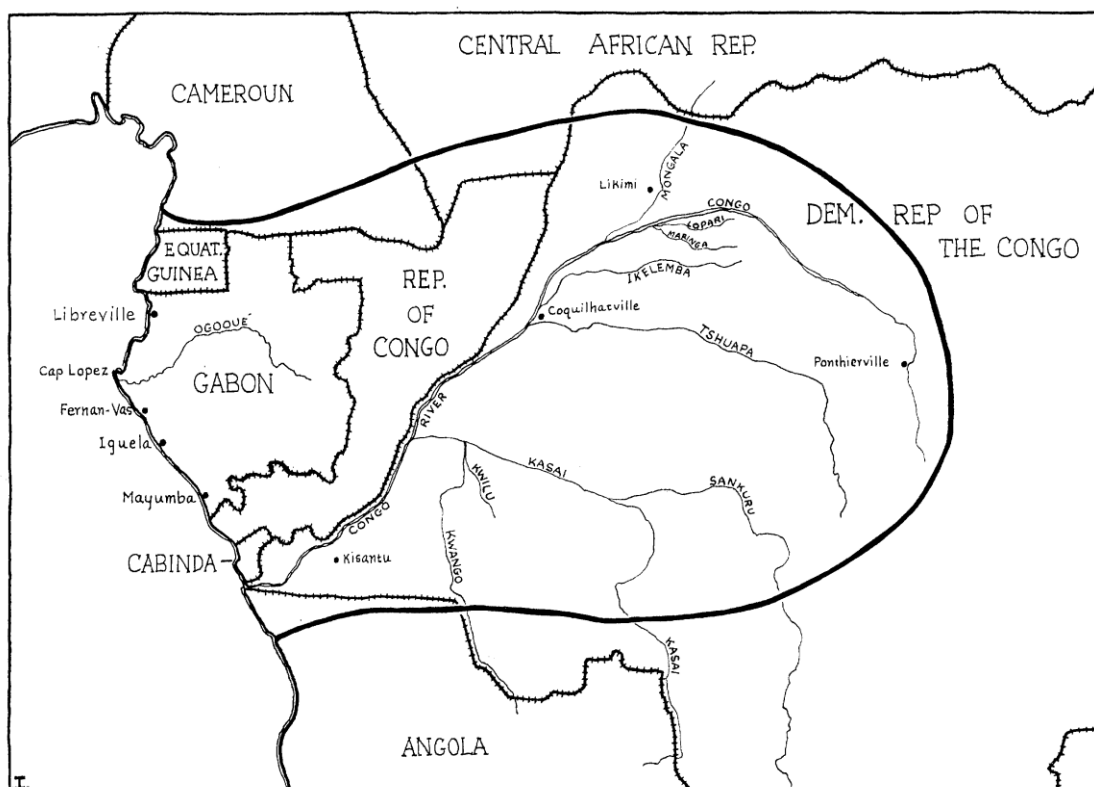 CENTRAL AFRICAN REP.
CAMEROUN
MONGALA
Likimi
CONGO
LOPARI
MARINGA
DEM. REP OF
THE CONGO
EQUAT.
GUINEA
REP.
OF
CONGO
IKELEMBA
Libreville
Coquilhatville
OGOOUÉ
TSHUAPA
Ponthierville
Cap Lopez
GABON
Fernan-Vas
RIVER
Iguela
KASAI
KWILU
SANKURU
Mayumba
CONGO
KWANGO
CABINDA
Kisantu
KASAI
ANGOLA
I.